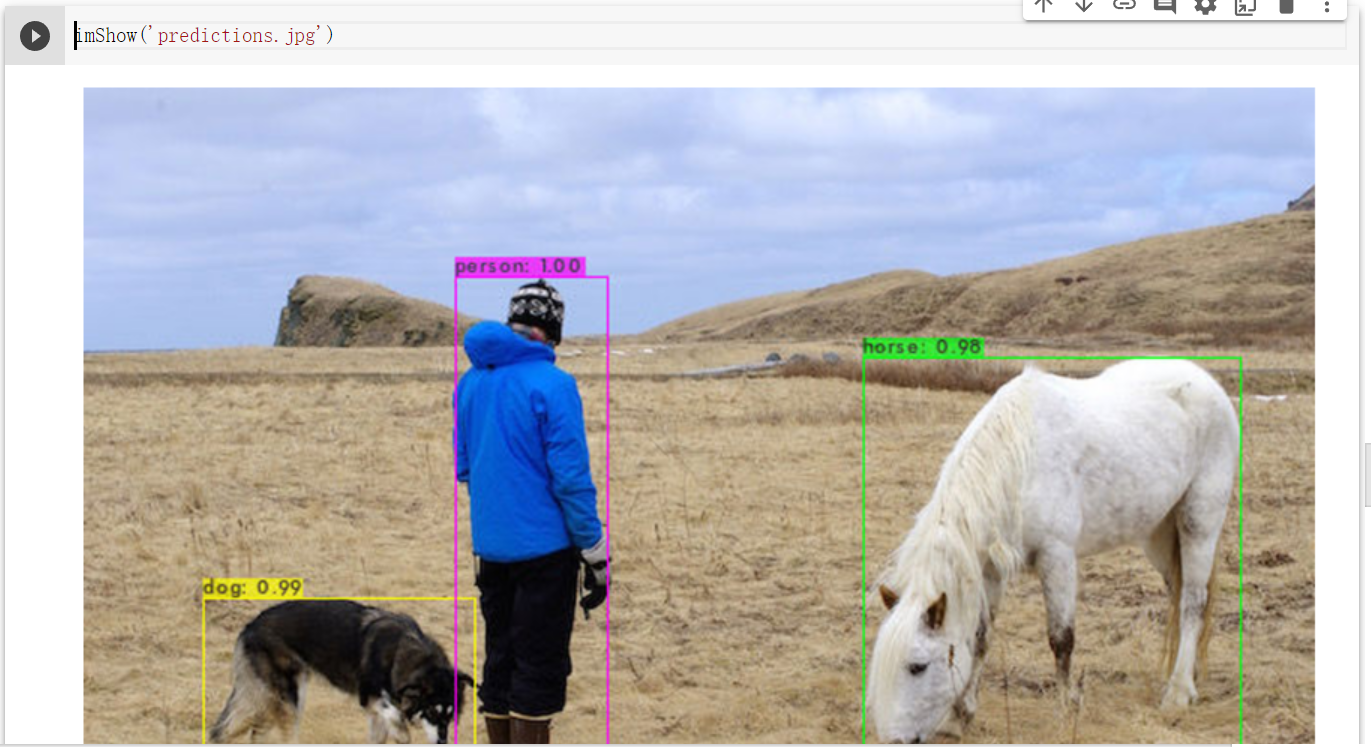 imShow('predictions.jpg')
person: 1.00
horse: 0.98
dog: 0.99